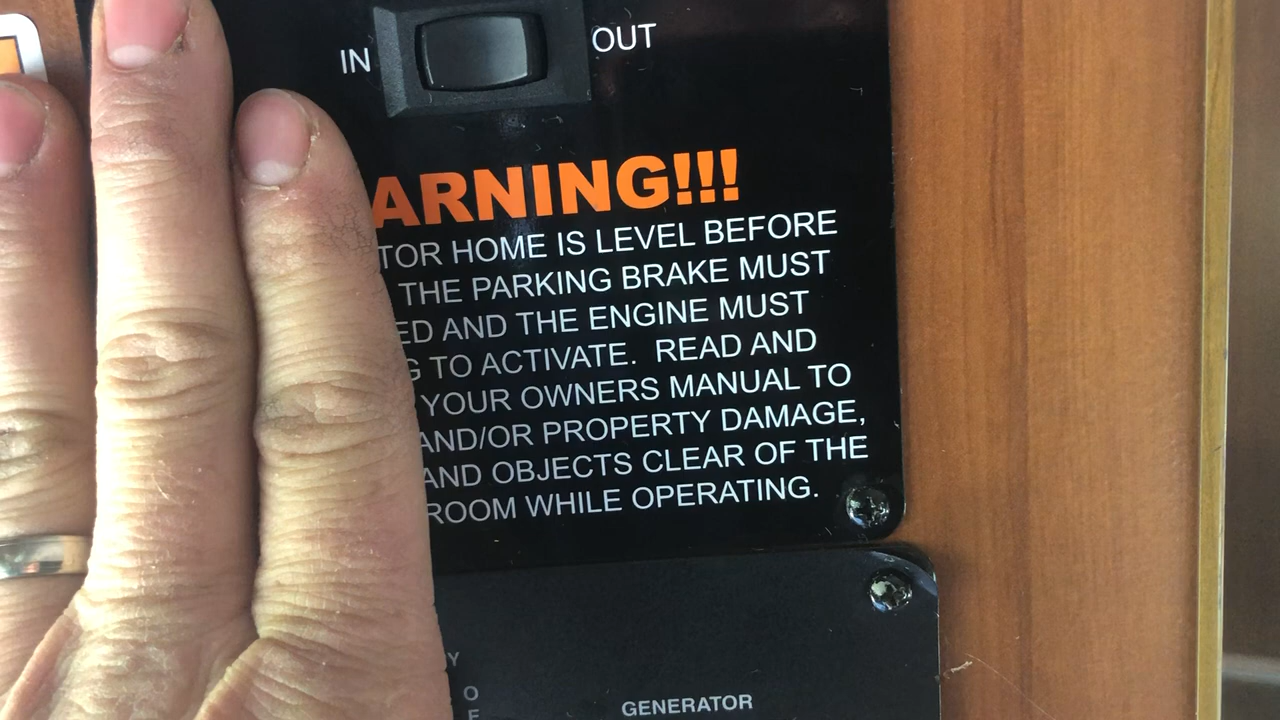 IN OUT
ARNING!!!
TOR HOME IS LEVEL BEFORE
THE PARKING BRAKE MUST
ED AND THE ENGINE MUST
G TO ACTIVATE. READ AND
YOUR OWNERS MANUAL TO
AND/OR PROPERTY DAMAGE,
AND OBJECTS CLEAR OF THE
ROOM WHILE OPERATING.
Y
O
GENERATOR